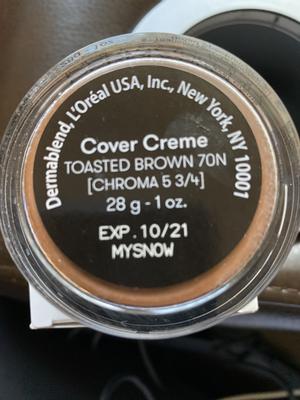 Dermablend, L'Oréal USA, Inc., New York, NY 10001
Cover Creme
TOASTED BROWN 70N
[CHROMA 5 3/4]
28 g - 1 oz.
EXP. 10/21
MYSNOW